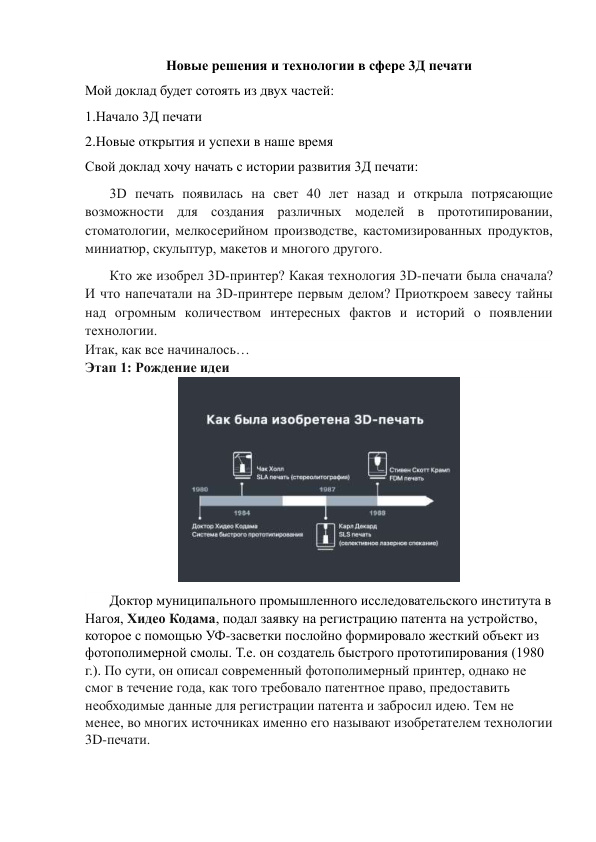 Новые решения и технологии в сфере 3Д печати
Мой доклад будет сотоять из двух частей:
1.Начало 3Д печати
2.Новые открытия и успехи в наше время
Свой доклад хочу начать с истории развития 3Д печати:
3D печать появилась на свет 40 лет назад и открыла потрясающие
возможности для создания различных моделей в прототипировании,
стоматологии, мелкосерийном производстве, кастомизированных продуктов,
миниатюр, скульптур, макетов и многого другого.
Кто же изобрел 3D-принтер? Какая технология 3D-печати была сначала?
И что напечатали на 3D-принтере первым делом? Приоткроем завесу тайны
над огромным количеством интересных фактов и историй о появлении
технологии.
Итак, как все начиналось…
Этап 1: Рождение идеи
Как была изобретена 3D-печать
Чак Холл
SLA печать (стереолитография)
Стивен Скотт Крамп
FDM печать
1980
1987
1984
1988
Доктор Хидео Кодама
Система быстрого прототипирования
Карл Декард
SLS печать
(селективное лазерное спекание)
Доктор муниципального промышленного исследовательского института в
Нагоя, Хидео Кодама, подал заявку на регистрацию патента на устройство,
которое с помощью УФ-засветки послойно формировало жесткий объект из
фотополимерной смолы. Т.е. он создатель быстрого прототипирования (1980
г.). По сути, он описал современный фотополимерный принтер, однако не
смог в течение года, как того требовало патентное право, предоставить
необходимые данные для регистрации патента и забросил идею. Тем не
менее, во многих источниках именно его называют изобретателем технологии
3D-печати.